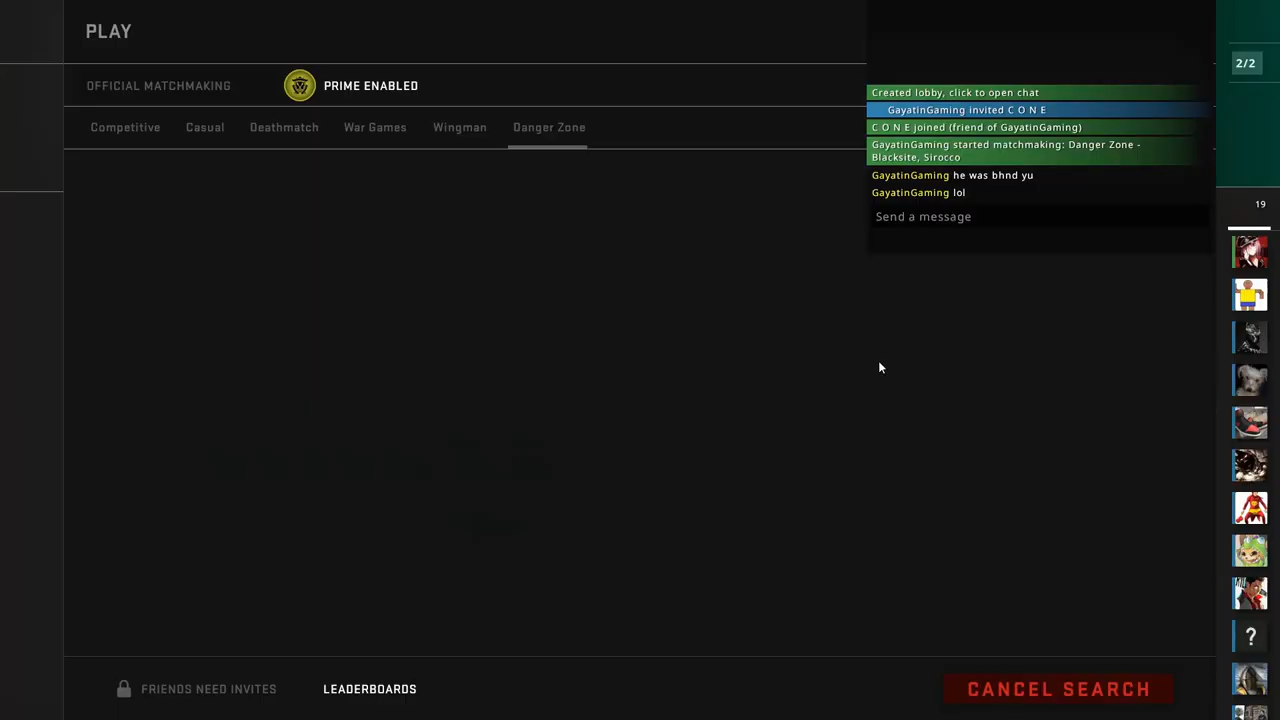 PLAY
2/2
OFFICIAL MATCHMAKING PRIME ENABLED
Competitive Casual Deathmatch War Games Wingman Danger Zone
Created lobby, click to open chat
GayatinGaming invited C O N E
C O N E joined (friend of GayatinGaming)
GayatinGaming started matchmaking: Danger Zone -
Blacksite, Sirocco
GayatinGaming he was bhnd yu
GayatinGaming lol
Send a message
19
?
FRIENDS NEED INVITES LEADERBOARDS
CANCEL SEARCH